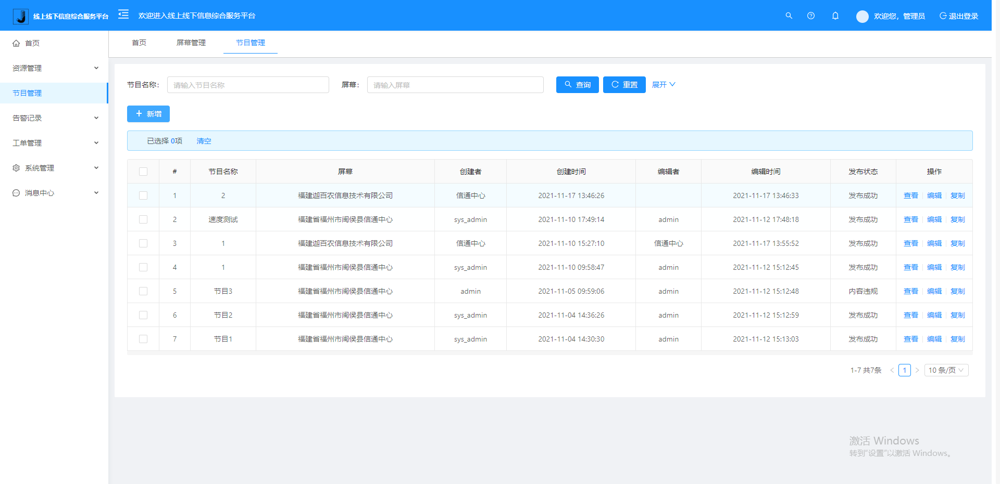 线上线下信息综合服务平台 欢迎进入线上线下信息综合服务平台 欢迎您，管理员 退出登录
首页
资源管理
节目管理
告警记录
工单管理
系统管理
消息中心
首页 屏幕管理 节目管理
节目名称： 请输入节目名称 屏幕： 请输入屏幕 查询 重置 展开
新增
已选择 0项 清空
# 节目名称 屏幕 创建者 创建时间 编辑者 编辑时间 发布状态 操作
1 2 福建迦百农信息技术有限公司 信通中心 2021-11-17 13:46:26 2021-11-17 13:46:33 发布成功 查看 编辑 复制
2 速度测试 福建省福州市闽侯县信通中心 sys_admin 2021-11-10 17:49:14 admin 2021-11-12 17:48:18 发布成功 查看 编辑 复制
3 1 福建迦百农信息技术有限公司 信通中心 2021-11-10 15:27:10 信通中心 2021-11-17 13:55:52 发布成功 查看 编辑 复制
4 1 福建省福州市闽侯县信通中心 sys_admin 2021-11-10 09:58:47 admin 2021-11-12 15:12:45 发布成功 查看 编辑 复制
5 节目3 福建省福州市闽侯县信通中心 admin 2021-11-05 09:59:06 admin 2021-11-12 15:12:48 内容违规 查看 编辑 复制
6 节目2 福建省福州市闽侯县信通中心 sys_admin 2021-11-04 14:36:26 admin 2021-11-12 15:12:59 发布成功 查看 编辑 复制
7 节目1 福建省福州市闽侯县信通中心 sys_admin 2021-11-04 14:30:30 admin 2021-11-12 15:13:03 发布成功 查看 编辑 复制
1-7 共7条 < 1 > 10 条/页
激活 Windows
转到"设置"以激活 Windows。